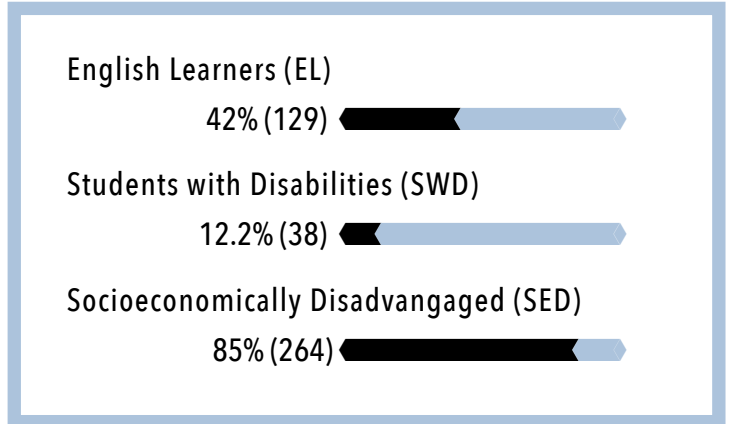 English Learners (EL)
42% (129)
Students with Disabilities (SWD)
12.2% (38)
Socioeconomically Disadvangaged (SED)
85% (264)